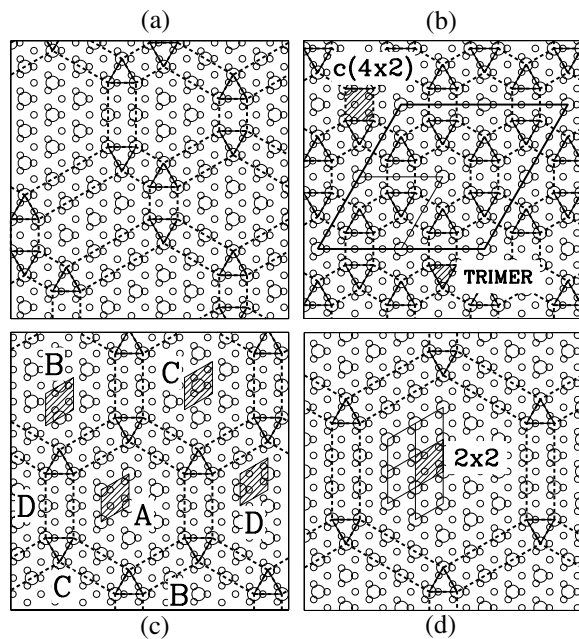 (a) (b)
c(4x2)
TRIMER
B C
2x2
D A D
C B
(c) (d)